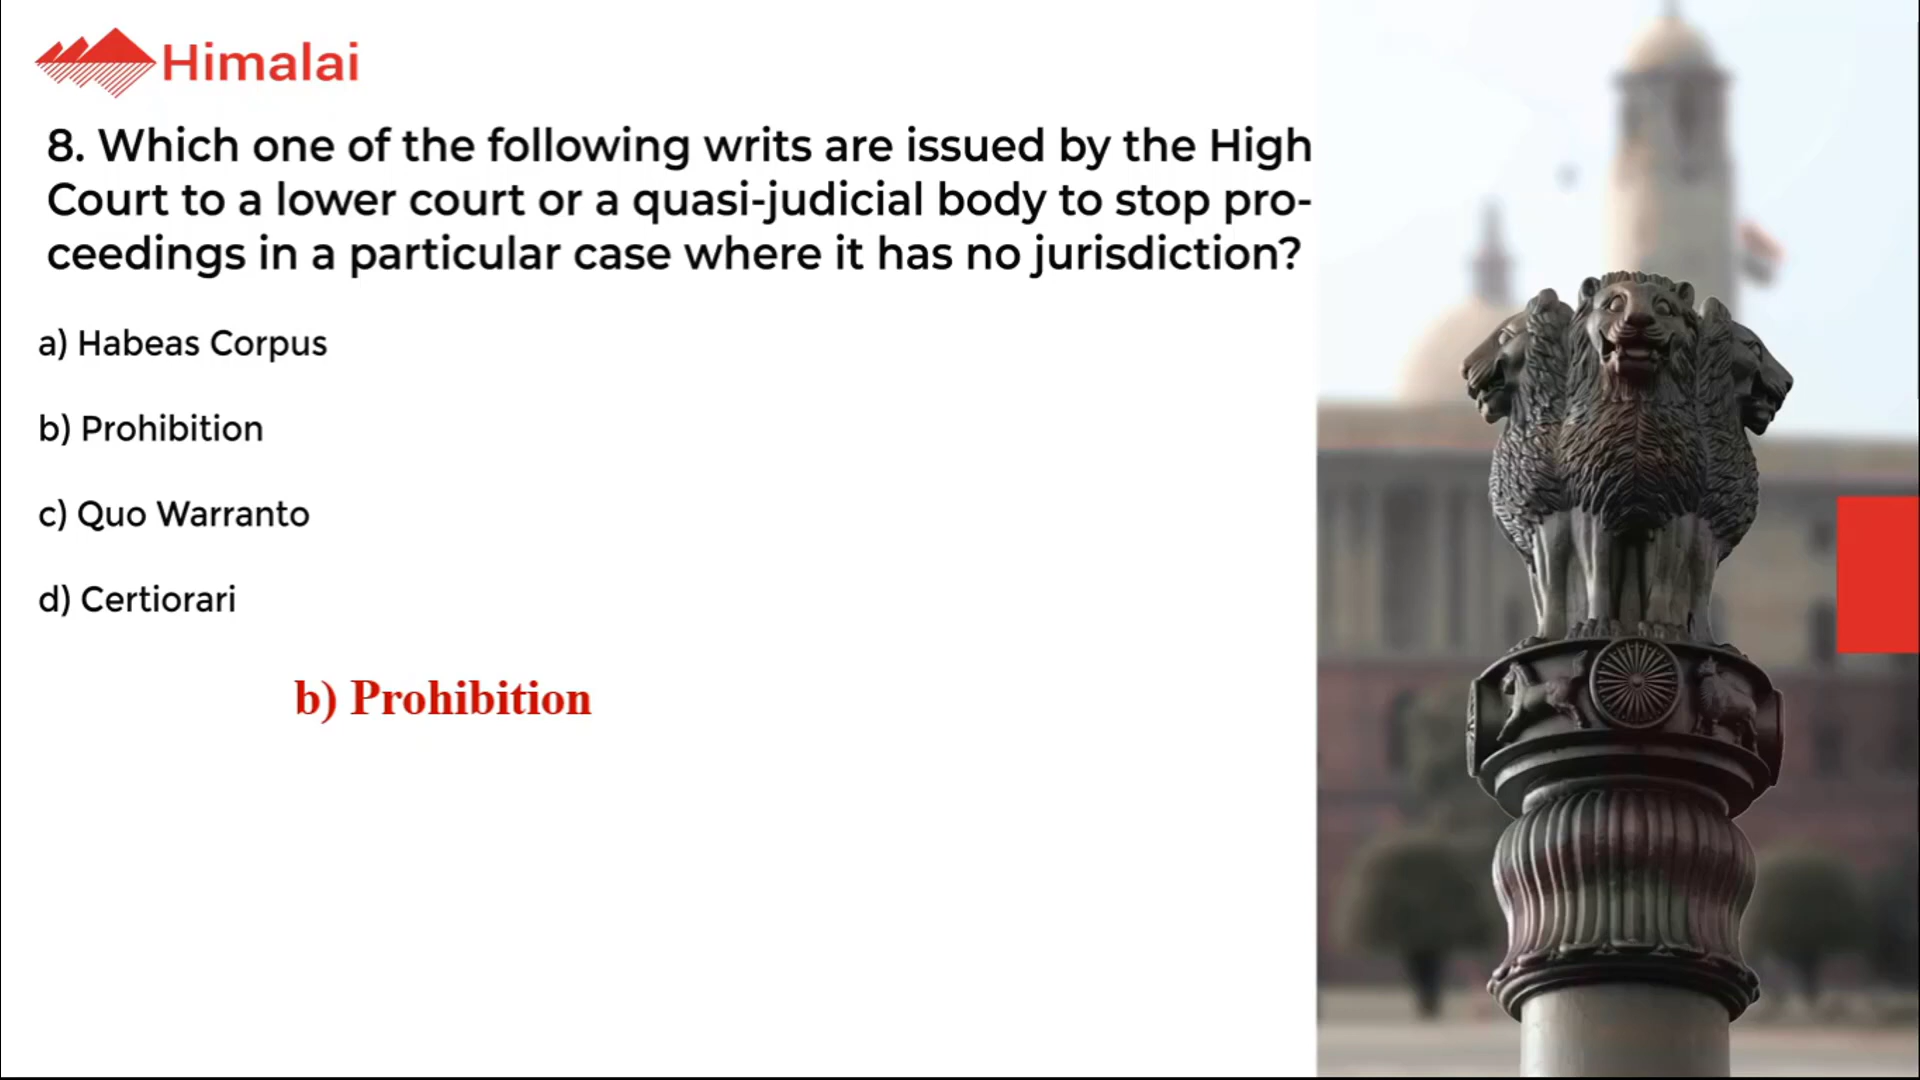 Himalai
8. Which one of the following writs are issued by the High
Court to a lower court or a quasi-judicial body to stop pro-
ceedings in a particular case where it has no jurisdiction?
a) Habeas Corpus
b) Prohibition
c) Quo Warranto
d) Certiorari
b) Prohibition